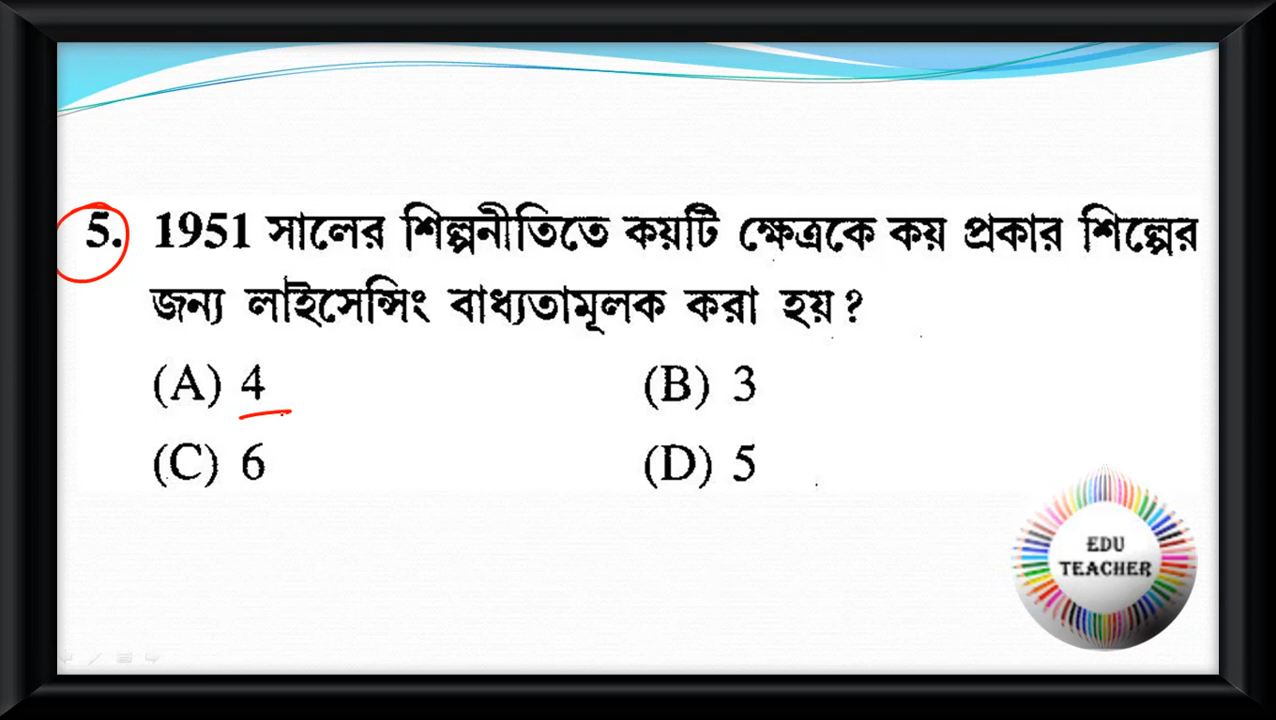 5. 1951 সালের শিল্পনীতিতে কয়টি ক্ষেত্রকে কয় প্রকার শিল্পের
জন্য লাইসেন্সিং বাধ্যতামূলক করা হয় ?
(A) 4 (B) 3
(C) 6 (D) 5
EDU
TEACHER